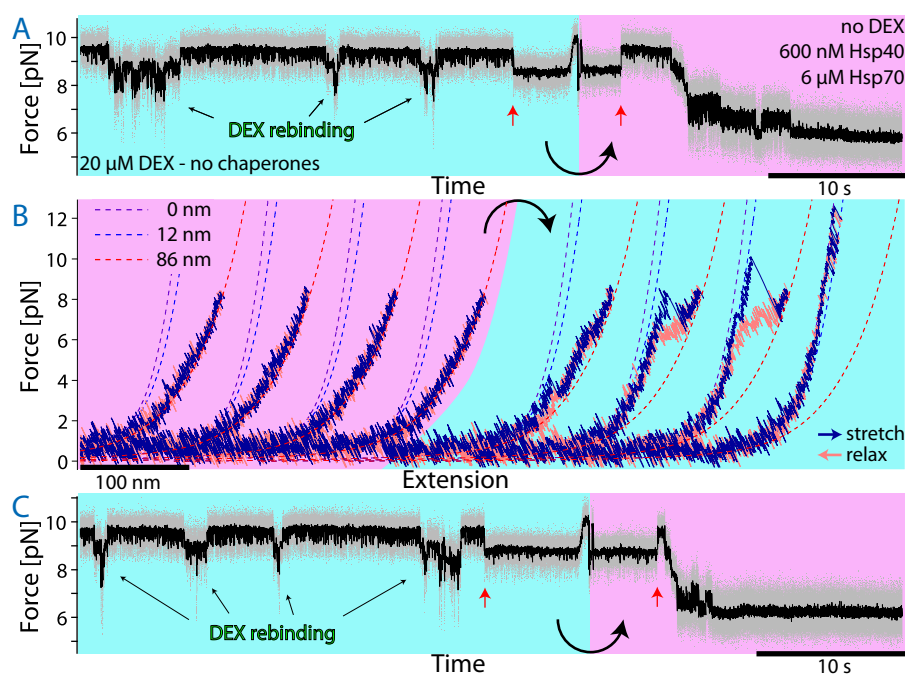 A
Force [pN]
10
8
6
DEX rebinding
20 µM DEX - no chaperones
no DEX
600 nM Hsp40
6 µM Hsp70
Time
10 s
B
Force [pN]
12
10
8
6
4
2
0
0 nm
12 nm
86 nm
stretch
relax
100 nm
Extension
C
Force [pN]
10
8
6
DEX rebinding
Time
10 s